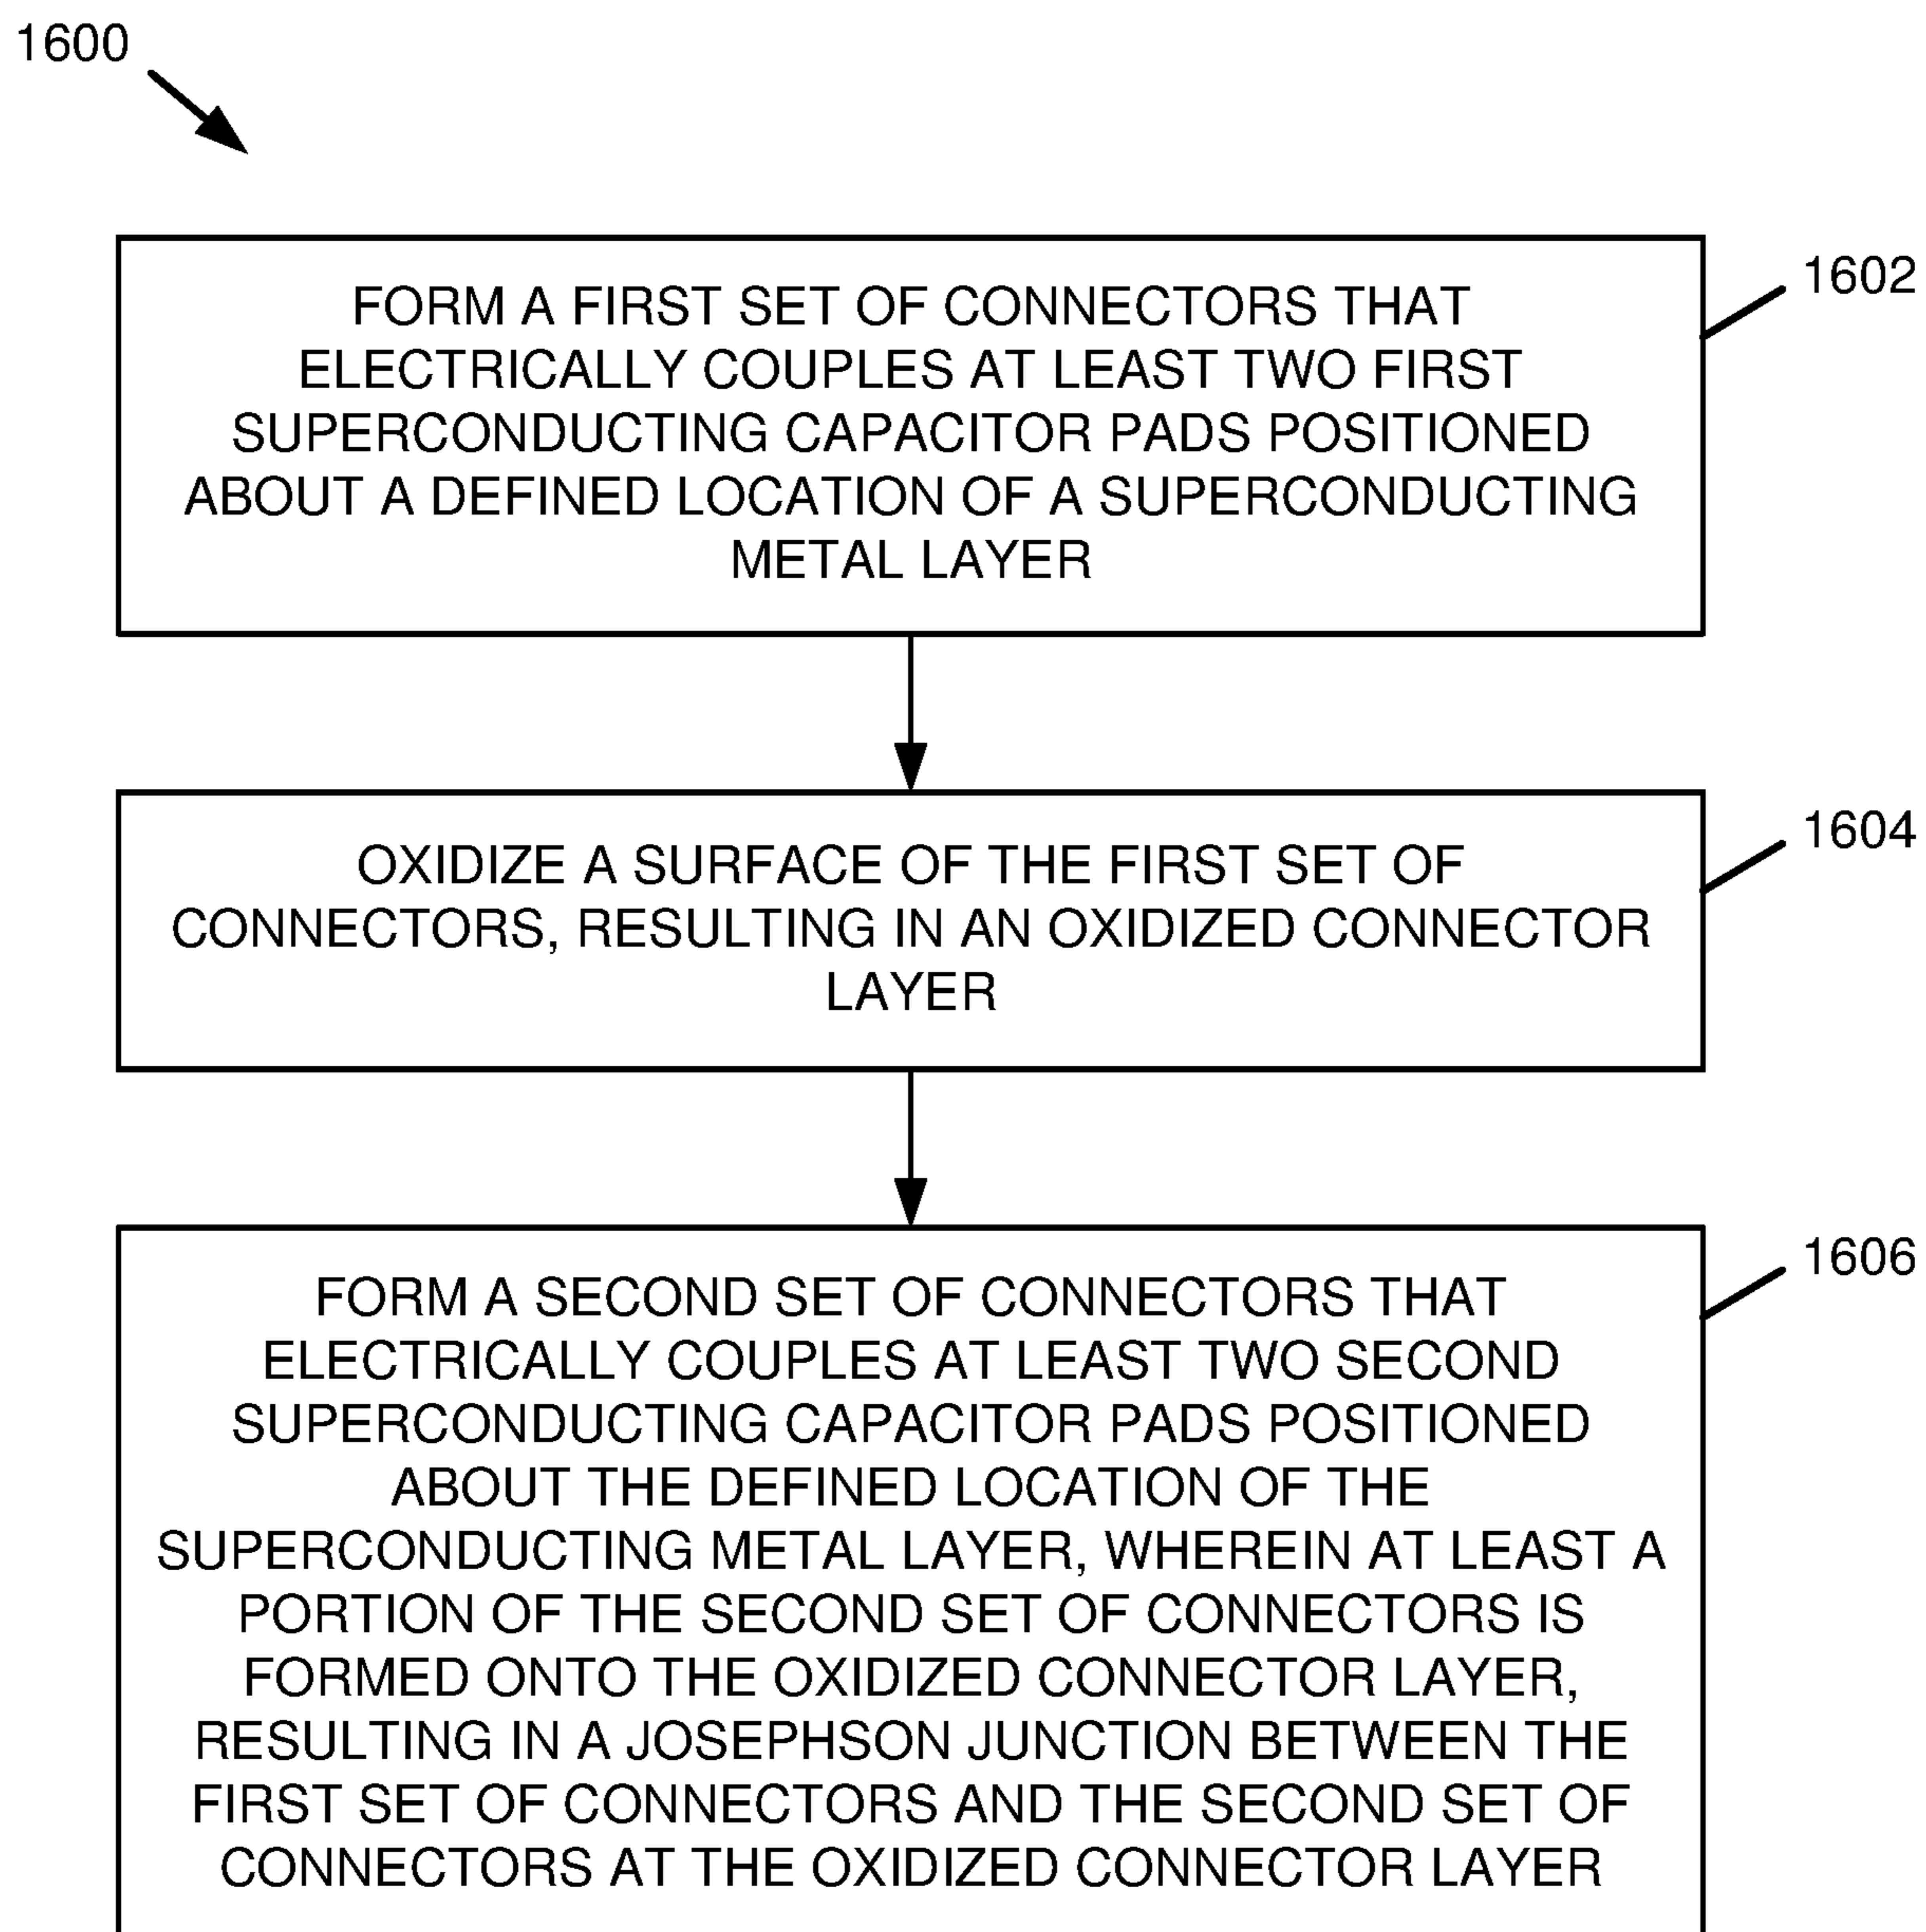 1600
1602
FORM A FIRST SET OF CONNECTORS THAT
ELECTRICALLY COUPLES AT LEAST TWO FIRST
SUPERCONDUCTING CAPACITOR PADS POSITIONED
ABOUT A DEFINED LOCATION OF A SUPERCONDUCTING
METAL LAYER
1604
OXIDIZE A SURFACE OF THE FIRST SET OF
CONNECTORS, RESULTING IN AN OXIDIZED CONNECTOR
LAYER
1606
FORM A SECOND SET OF CONNECTORS THAT
ELECTRICALLY COUPLES AT LEAST TWO SECOND
SUPERCONDUCTING CAPACITOR PADS POSITIONED
ABOUT THE DEFINED LOCATION OF THE
SUPERCONDUCTING METAL LAYER, WHEREIN AT LEAST A
PORTION OF THE SECOND SET OF CONNECTORS IS
FORMED ONTO THE OXIDIZED CONNECTOR LAYER,
RESULTING IN A JOSEPHSON JUNCTION BETWEEN THE
FIRST SET OF CONNECTORS AND THE SECOND SET OF
CONNECTORS AT THE OXIDIZED CONNECTOR LAYER